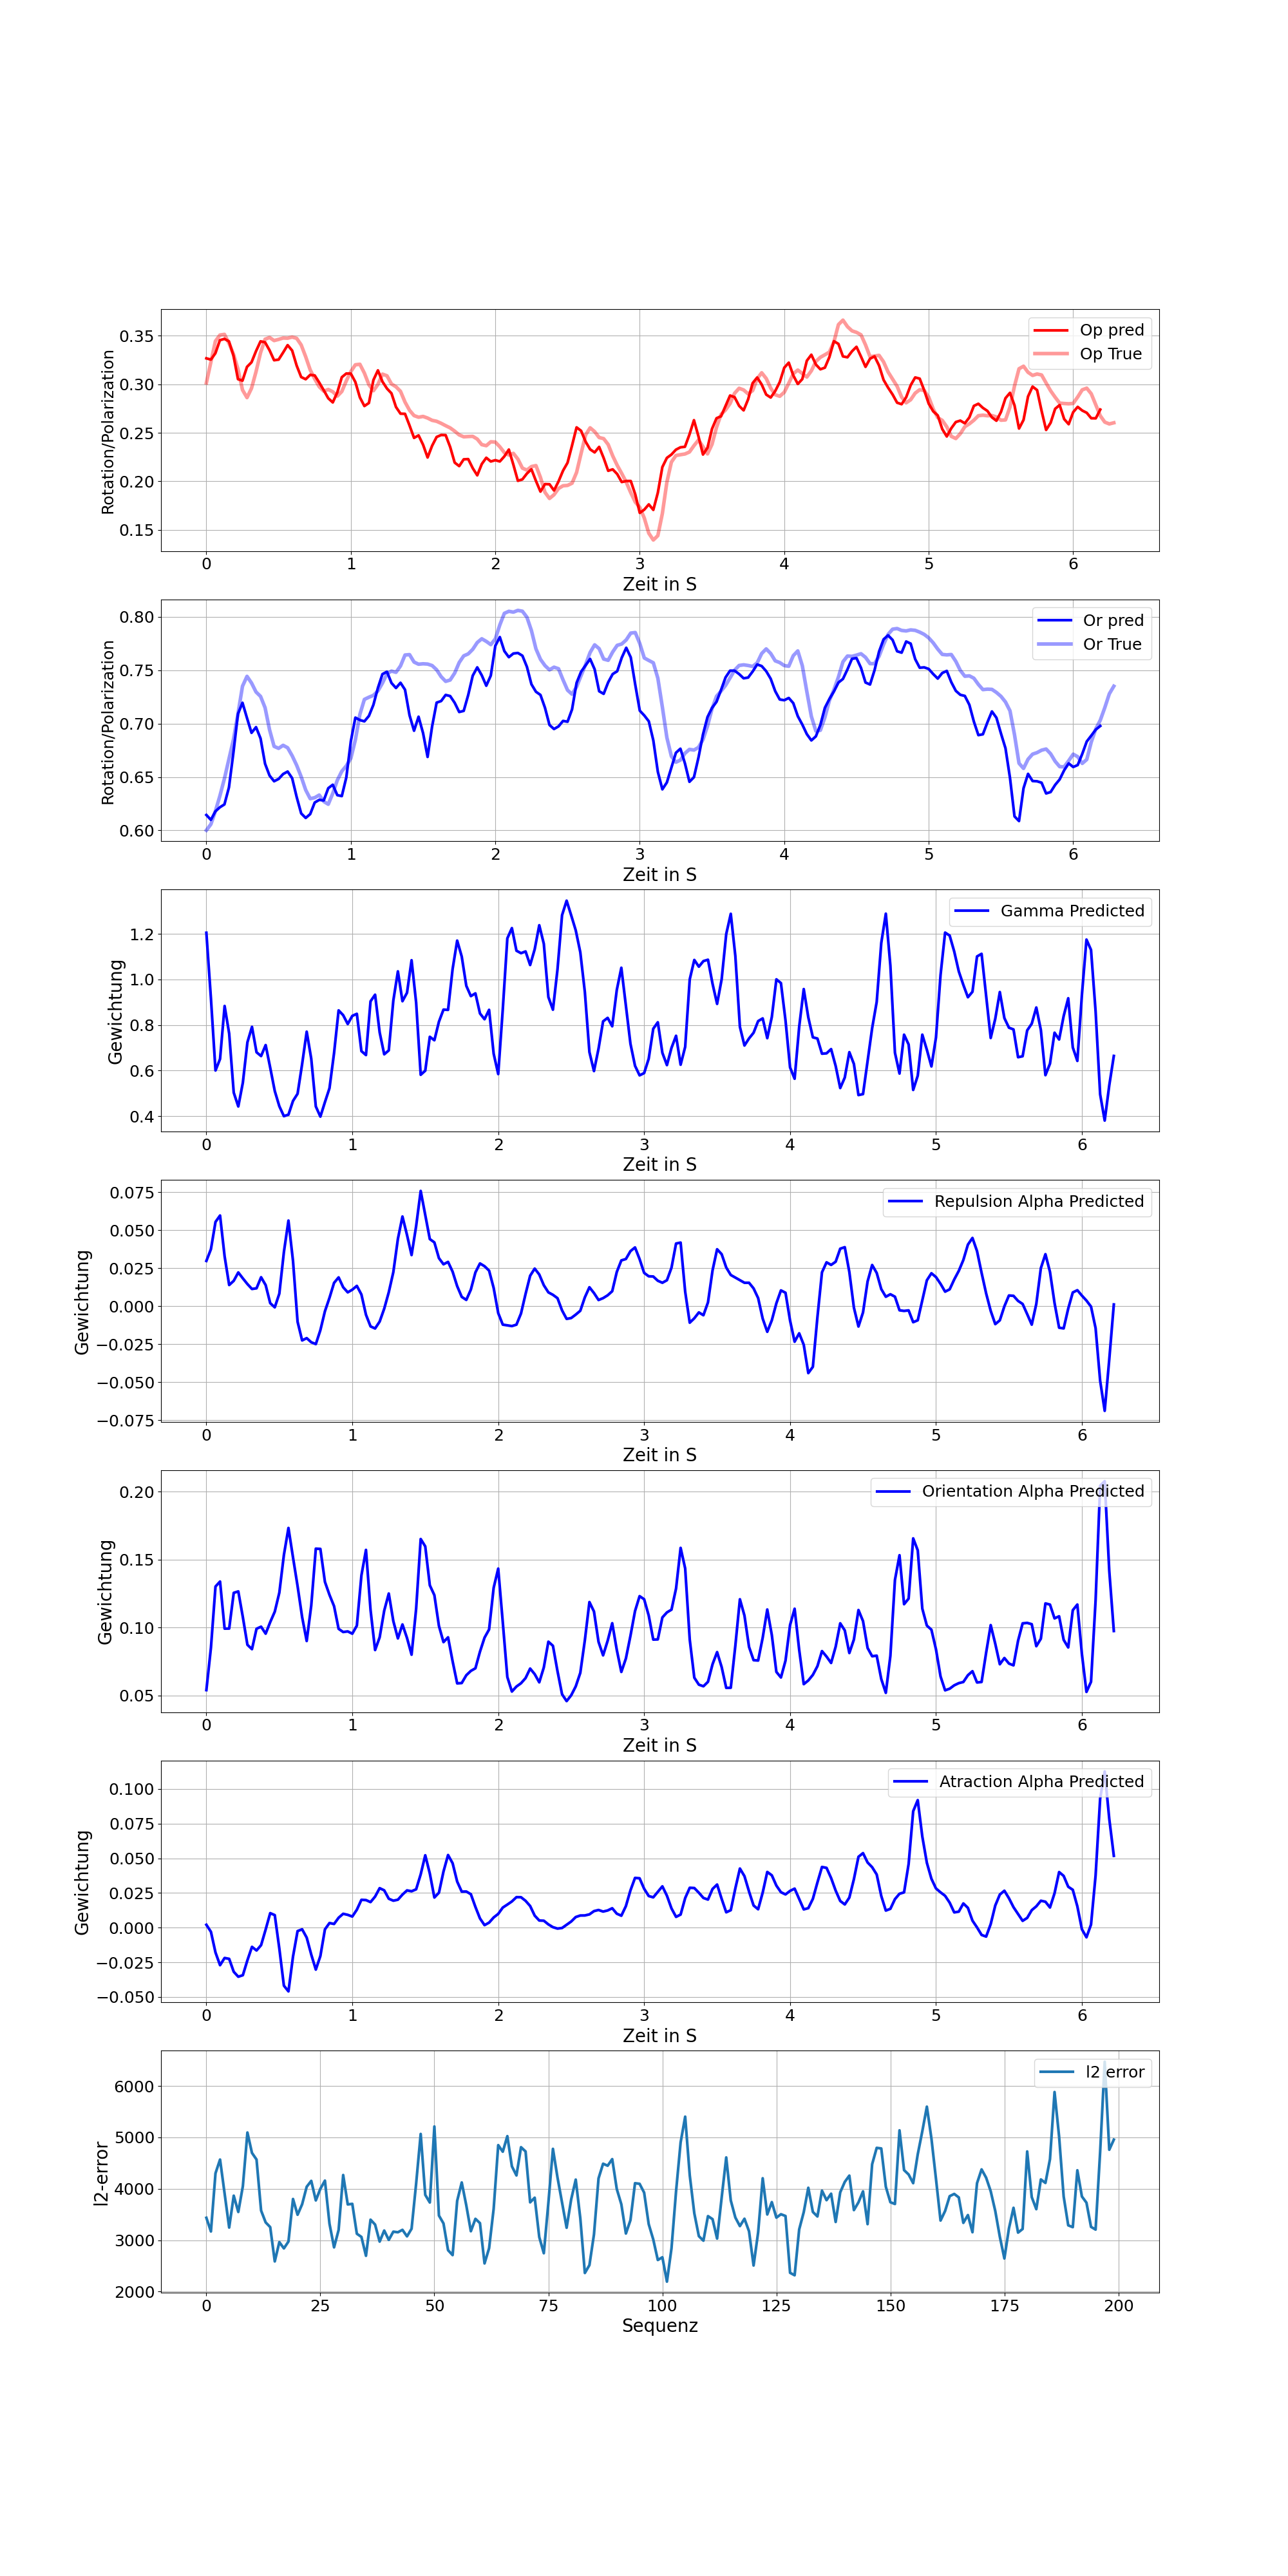 0.35
0.30
0.25
0.20
0.15
Rotation/Polarization
Op pred
Op True
0 1 2 3 4 5 6
Zeit in S
0.80
0.75
0.70
0.65
0.60
Rotation/Polarization
Or pred
Or True
0 1 2 3 4 5 6
Zeit in S
1.2
1.0
0.8
0.6
0.4
Gewichtung
Gamma Predicted
0 1 2 3 4 5 6
Zeit in S
0.075
0.050
0.025
0.000
−0.025
−0.050
−0.075
Gewichtung
Repulsion Alpha Predicted
0 1 2 3 4 5 6
Zeit in S
0.20
0.15
0.10
0.05
Gewichtung
Orientation Alpha Predicted
0 1 2 3 4 5 6
Zeit in S
0.100
0.075
0.050
0.025
0.000
−0.025
−0.050
Gewichtung
Atraction Alpha Predicted
0 1 2 3 4 5 6
Zeit in S
6000
5000
4000
3000
2000
l2-error
l2 error
0 25 50 75 100 125 150 175 200
Sequenz